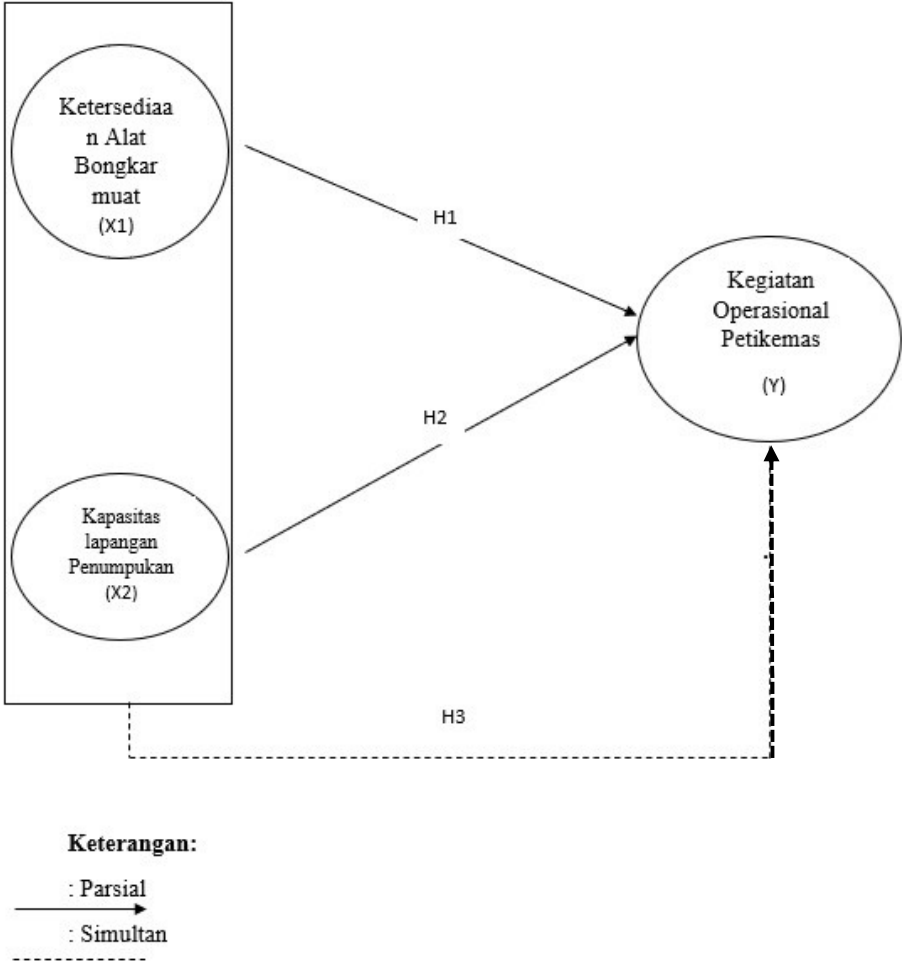 Ketersediaa
n Alat
Bongkar
muat
(X1)
H1
Kegiatan
Operasional
Petikemas
(Y)
H2
Kapasitas
lapangan
Penumpukan
(X2)
H3
Keterangan:
: Parsial
: Simultan